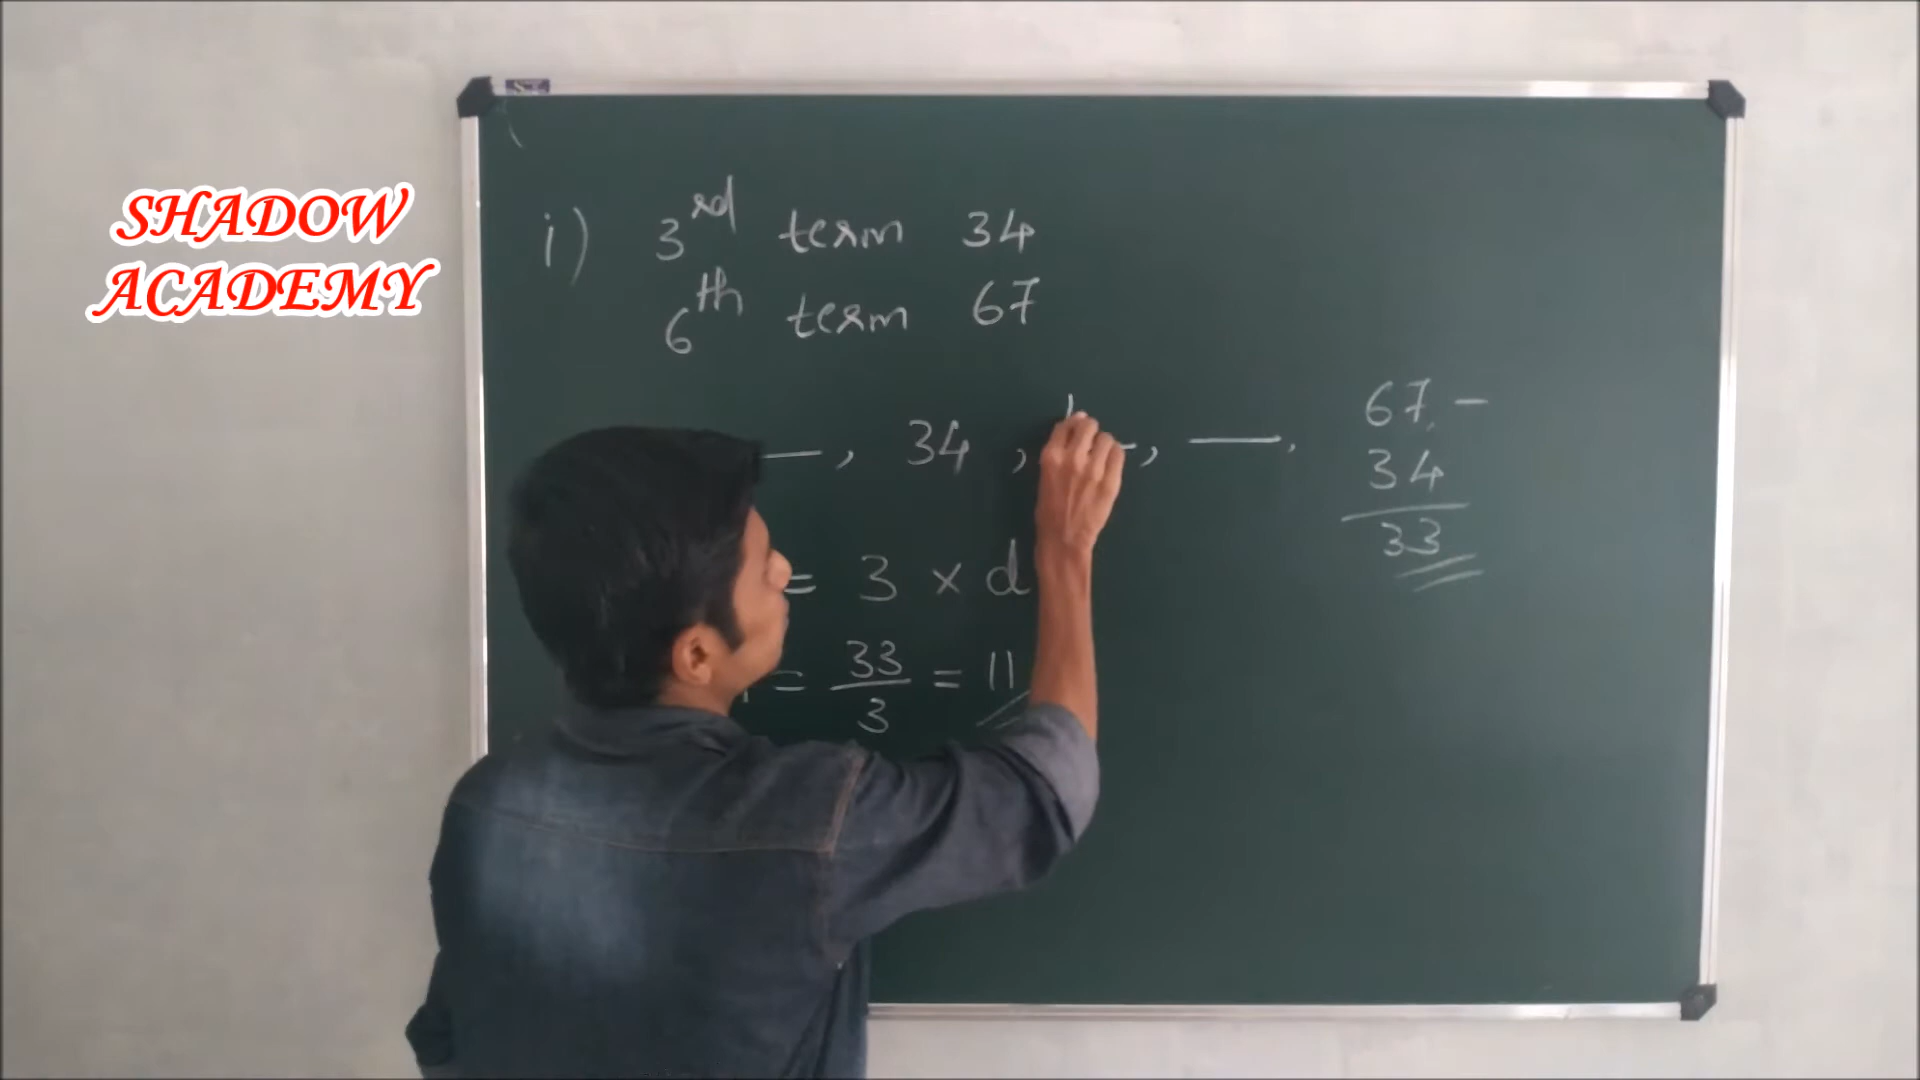 SHADOW
ACADEMY
i) 3rd term 34
6th term 67
—, 34, —, —.
67 -
34
33
= 3 × d
= 33/3 = 11